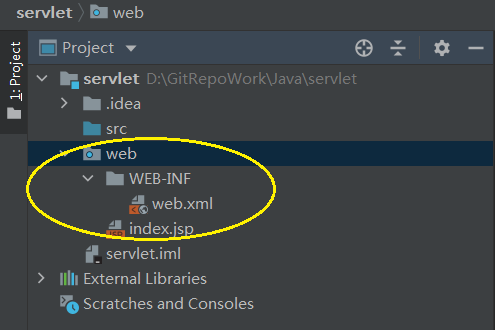 servlet web
1: Project
Project
servlet D:\GitRepoWork\Java\servlet
.idea
src
web
WEB-INF
web.xml
index.jsp
servlet.iml
External Libraries
Scratches and Consoles